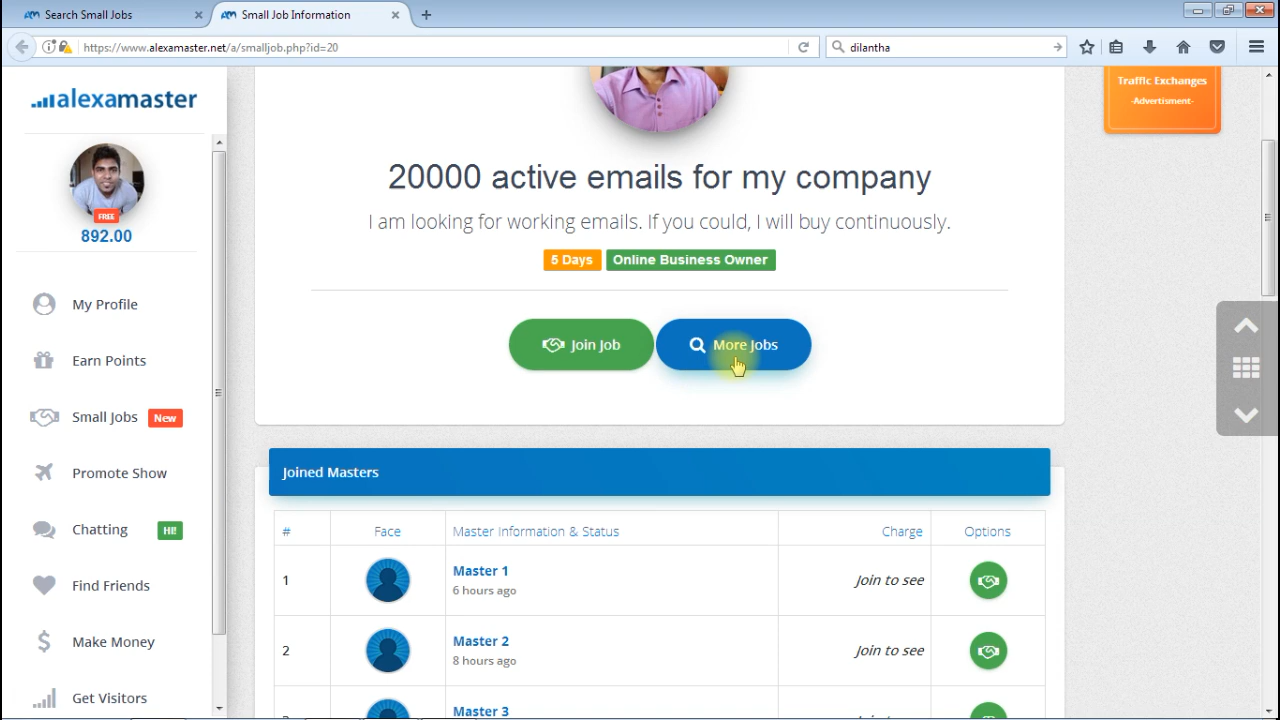 Search Small Jobs
Small Job Information
https://www.alexamaster.net/a/smalljob.php?id=20
dilantha
alexamaster
FREE
892.00
My Profile
Earn Points
Small Jobs New
Promote Show
Chatting HI!
Find Friends
Make Money
Get Visitors
Traffic Exchanges
-Advertisment-
20000 active emails for my company
I am looking for working emails. If you could, I will buy continuously.
5 Days Online Business Owner
Join Job More Jobs
Joined Masters
# Face Master Information & Status Charge Options
1 Master 1 Join to see
6 hours ago
2 Master 2 Join to see
8 hours ago
Master 3